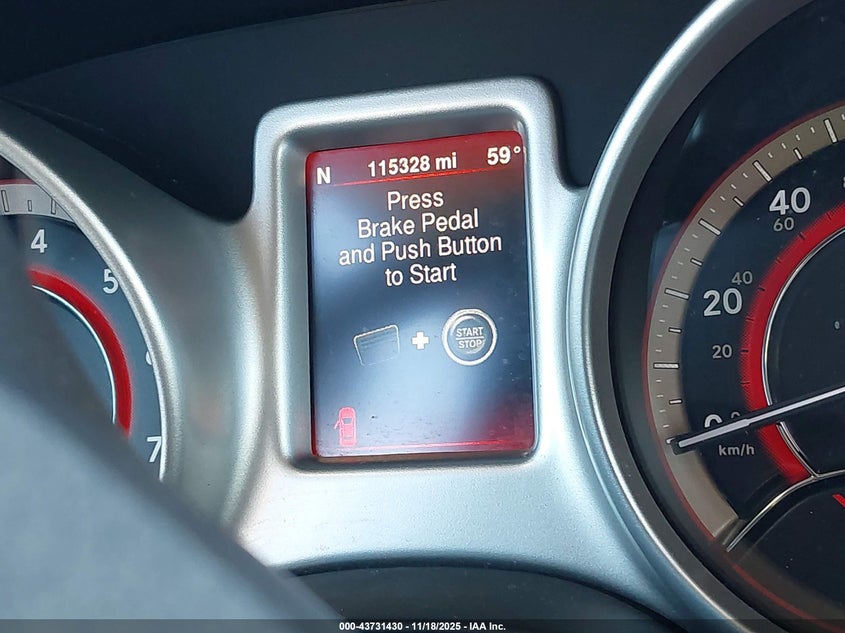 N 115328 mi 59°
Press
Brake Pedal
and Push Button
to Start
START
STOP
4
5
7
40
60
20
40
20
0
km/h
000-43731430 - 11/18/2025 - IAA Inc.